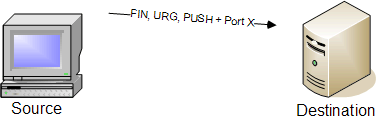 FIN, URG, PUSH + Port X
Source
Destination